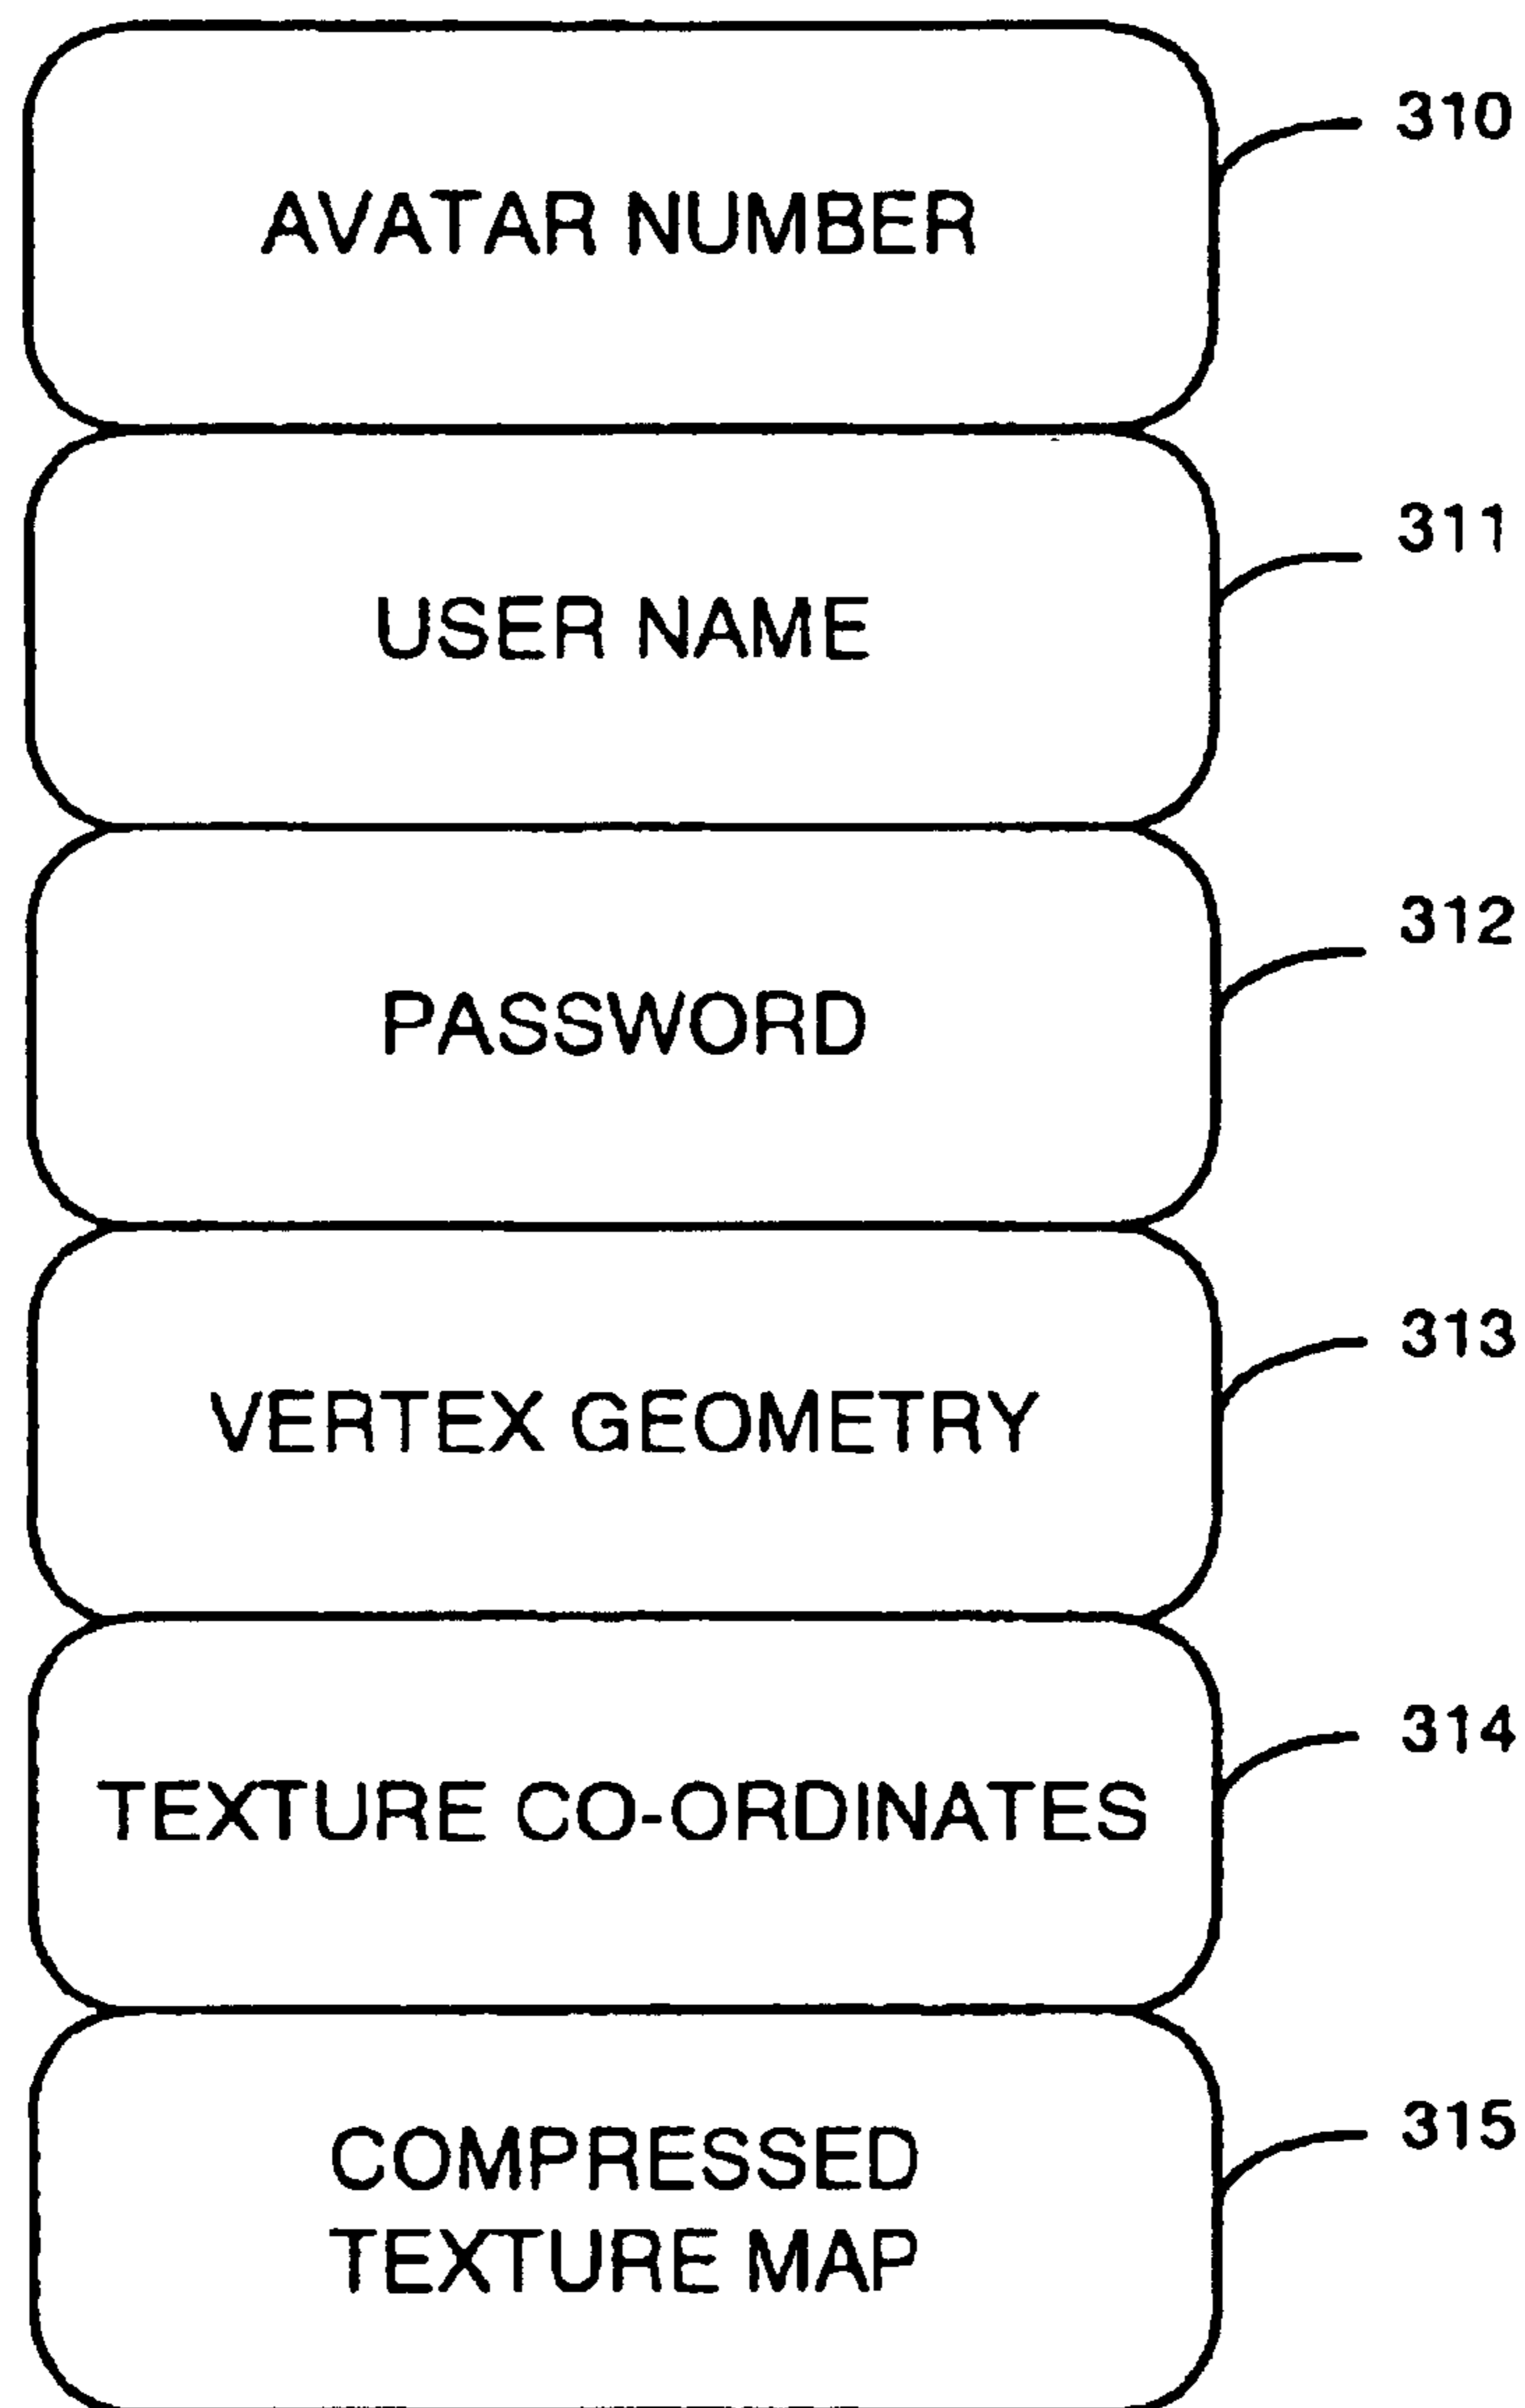 310
AVATAR NUMBER
311
USER NAME
312
PASSWORD
313
VERTEX GEOMETRY
314
TEXTURE CO-ORDINATES
315
COMPRESSED
TEXTURE MAP